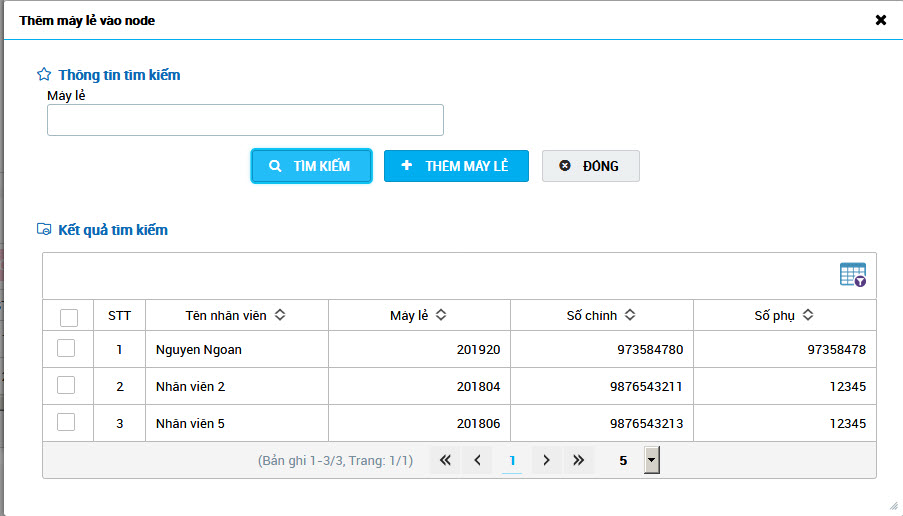 Thêm máy lẻ vào node
Thông tin tìm kiếm
Máy lẻ
TÌM KIẾM THÊM MÁY LẺ ĐÓNG
Kết quả tìm kiếm
STT Tên nhân viên Máy lẻ Số chính Số phụ
1 Nguyen Ngoan 201920 973584780 97358478
2 Nhân viên 2 201804 9876543211 12345
3 Nhân viên 5 201806 9876543213 12345
(Bản ghi 1-3/3, Trang: 1/1) 1 5